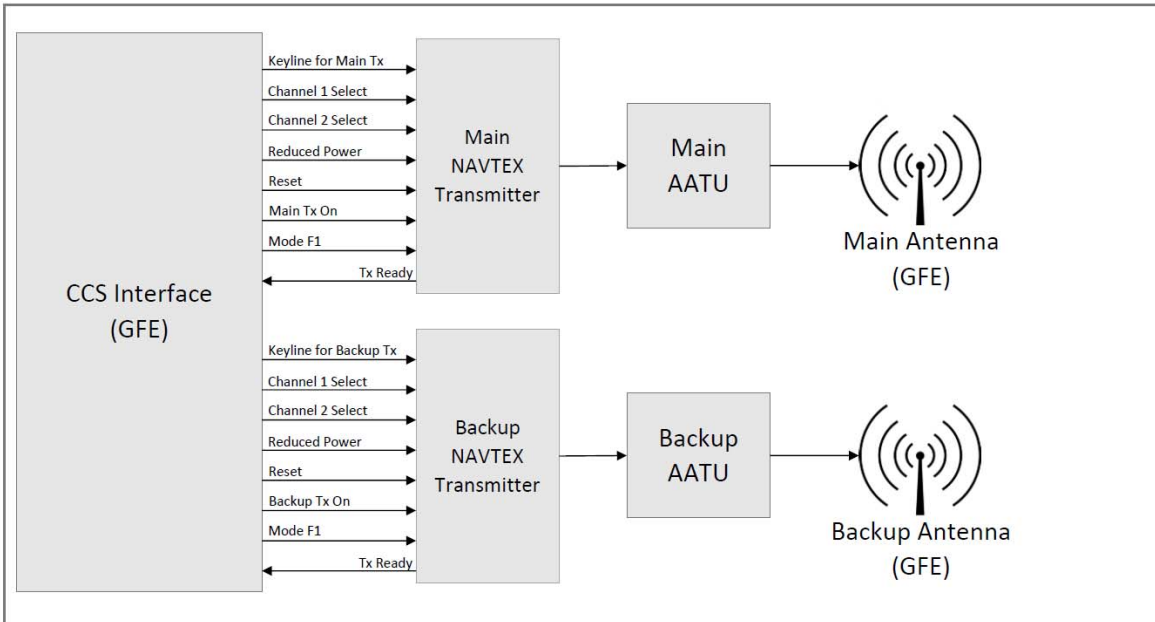 CCS Interface
(GFE)
Keyline for Main Tx
Channel 1 Select
Channel 2 Select
Reduced Power
Reset
Main Tx On
Mode F1
Tx Ready
Main
NAVTEX
Transmitter
Main
AATU
Main Antenna
(GFE)
Keyline for Backup Tx
Channel 1 Select
Channel 2 Select
Reduced Power
Reset
Backup Tx On
Mode F1
Tx Ready
Backup
NAVTEX
Transmitter
Backup
AATU
Backup Antenna
(GFE)